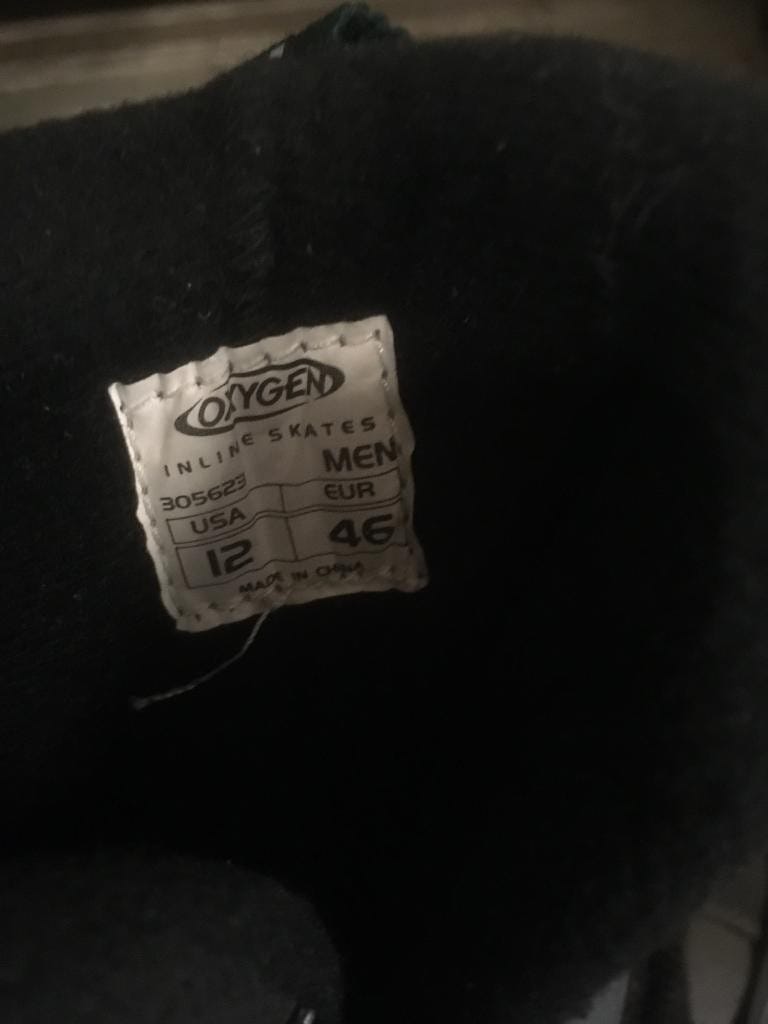 OXYGEN
INLINE SKATES
305623 MEN
USA EUR
12 46
MADE IN CHINA